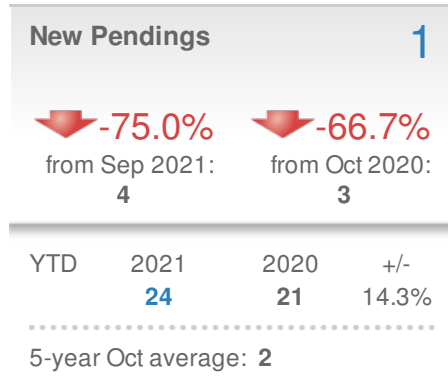 New Pendings 1
-75.0% -66.7%
from Sep 2021: from Oct 2020:
4 3
YTD 2021 2020 +/-
24 21 14.3%
5-year Oct average: 2